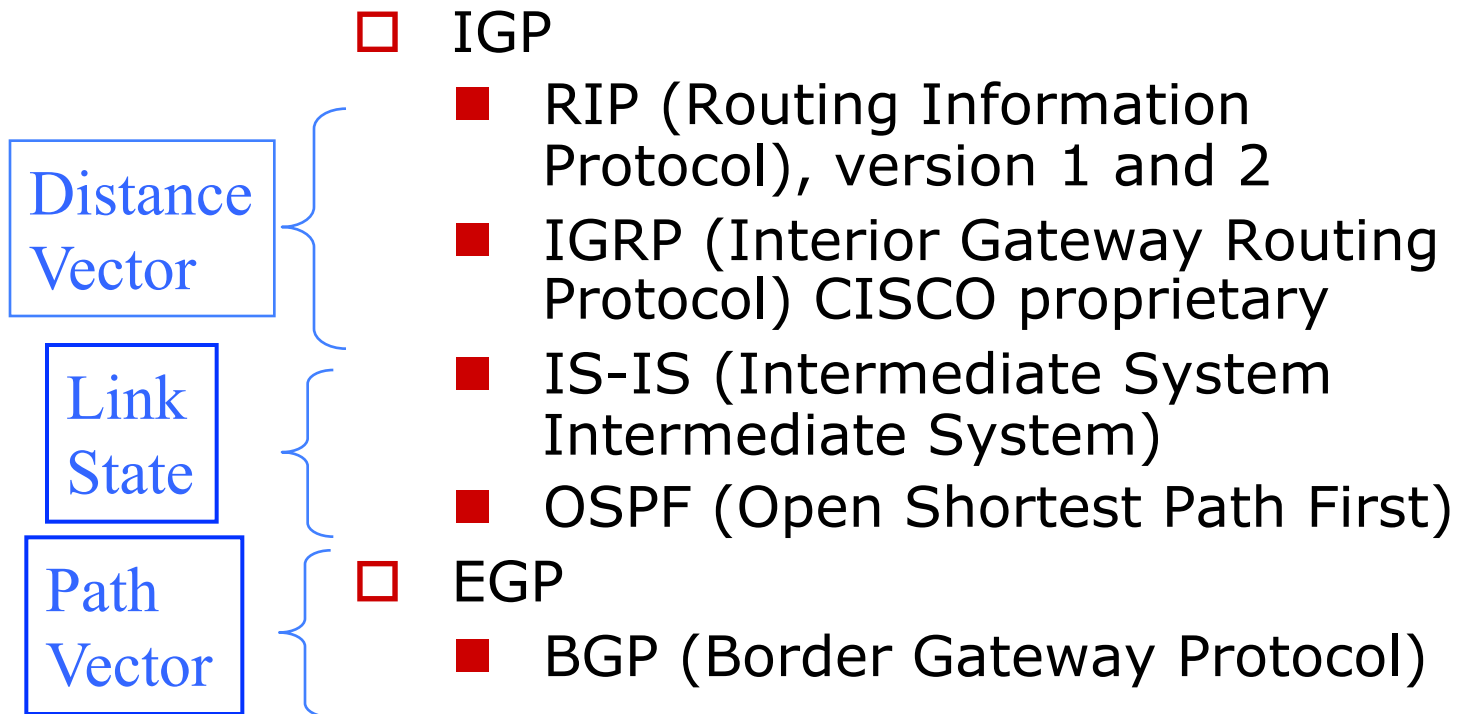 IGP
Distance
Vector
RIP (Routing Information
Protocol), version 1 and 2
IGRP (Interior Gateway Routing
Protocol) CISCO proprietary
Link
State
IS-IS (Intermediate System
Intermediate System)
OSPF (Open Shortest Path First)
Path
Vector
EGP
BGP (Border Gateway Protocol)